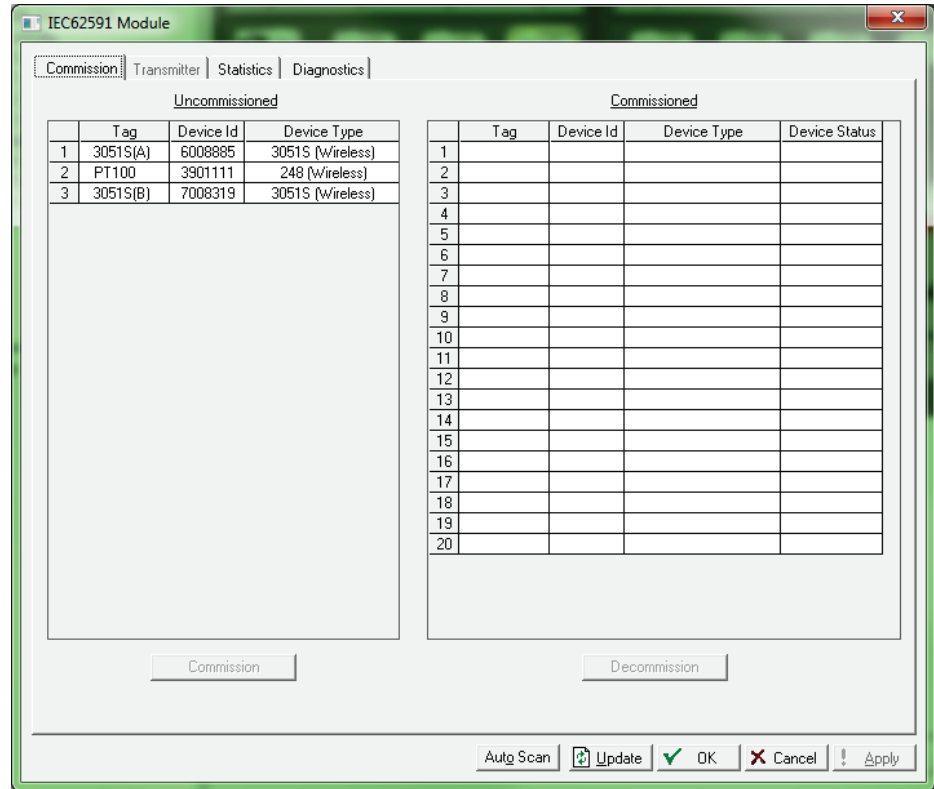 IEC62591 Module
x
Commission Transmitter Statistics Diagnostics
Uncommissioned
Tag Device Id Device Type
1 3051S(A) 6008885 3051S (Wireless)
2 PT100 3901111 248 (Wireless)
3 3051S(B) 7008319 3051S (Wireless)
Commissioned
Tag Device Id Device Type Device Status
1
2
3
4
5
6
7
8
9
10
11
12
13
14
15
16
17
18
19
20
Commission Decommission
Auto Scan Update OK Cancel ! Apply